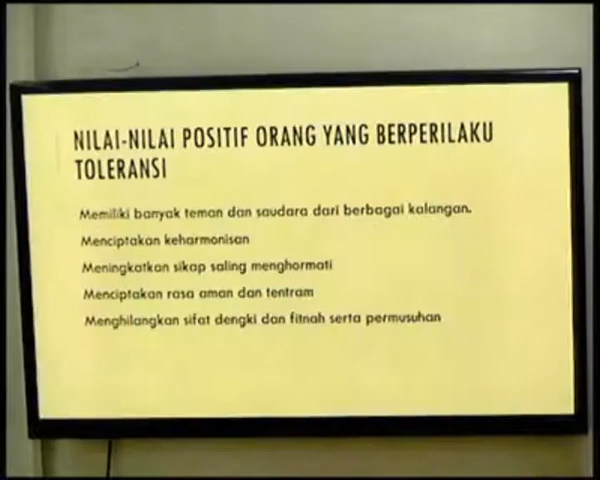 NILAI-NILAI POSITIF ORANG YANG BERPERILAKU
TOLERANSI
Memiliki banyak teman dan saudara dari berbagai kalangan.
Menciptakan keharmonisan
Meningkatkan sikap saling menghormati
Menciptakan rasa aman dan tentram
Menghilangkan sifat dengki dan fitnah serta permusuhan